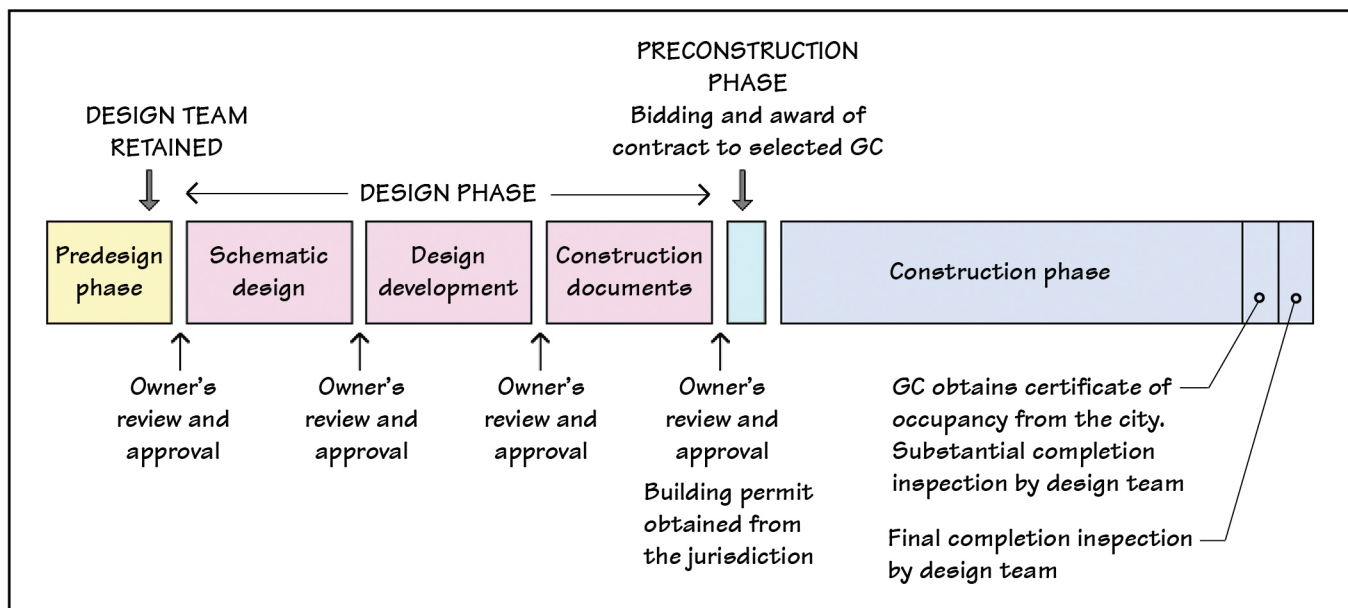 PRECONSTRUCTION
PHASE
Bidding and award of
contract to selected GC
DESIGN TEAM
RETAINED
DESIGN PHASE
Predesign
phase
Schematic
design
Design
development
Construction
documents
Construction phase
Owner's
review and
approval
Owner's
review and
approval
Owner's
review and
approval
Owner's
review and
approval
Building permit
obtained from
the jurisdiction
GC obtains certificate of
occupancy from the city.
Substantial completion
inspection by design team
Final completion inspection
by design team